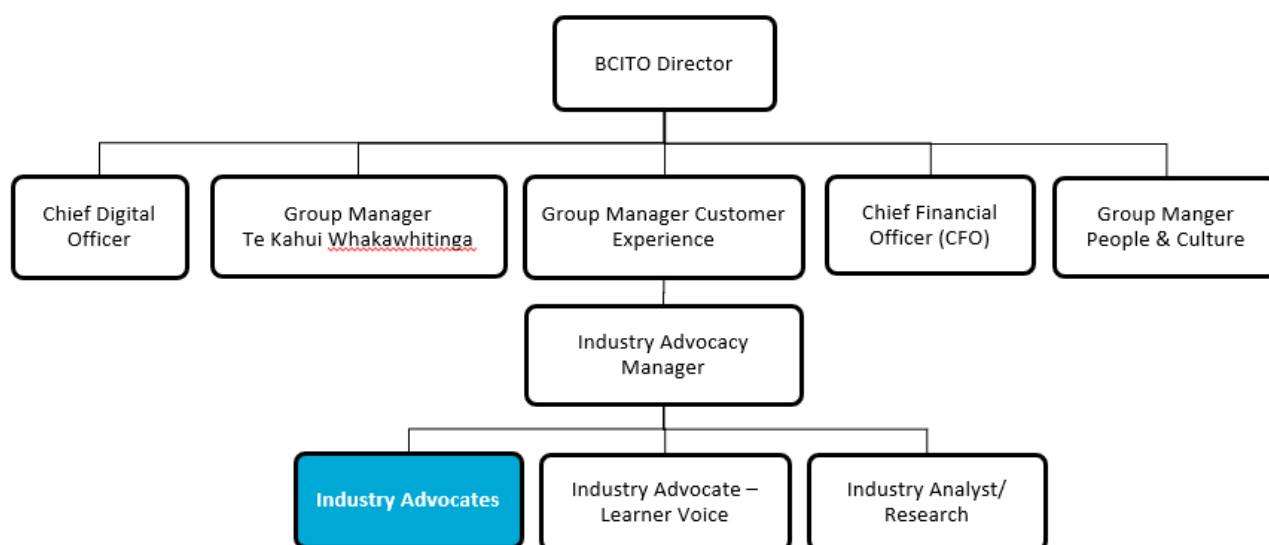 BCITO Director
Chief Digital
Officer
Group Manager
Te Kahui Whakawhitinga
Group Manager Customer
Experience
Chief Financial
Officer (CFO)
Group Manger
People & Culture
Industry Advocacy
Manager
Industry Advocates
Industry Advocate –
Learner Voice
Industry Analyst/
Research